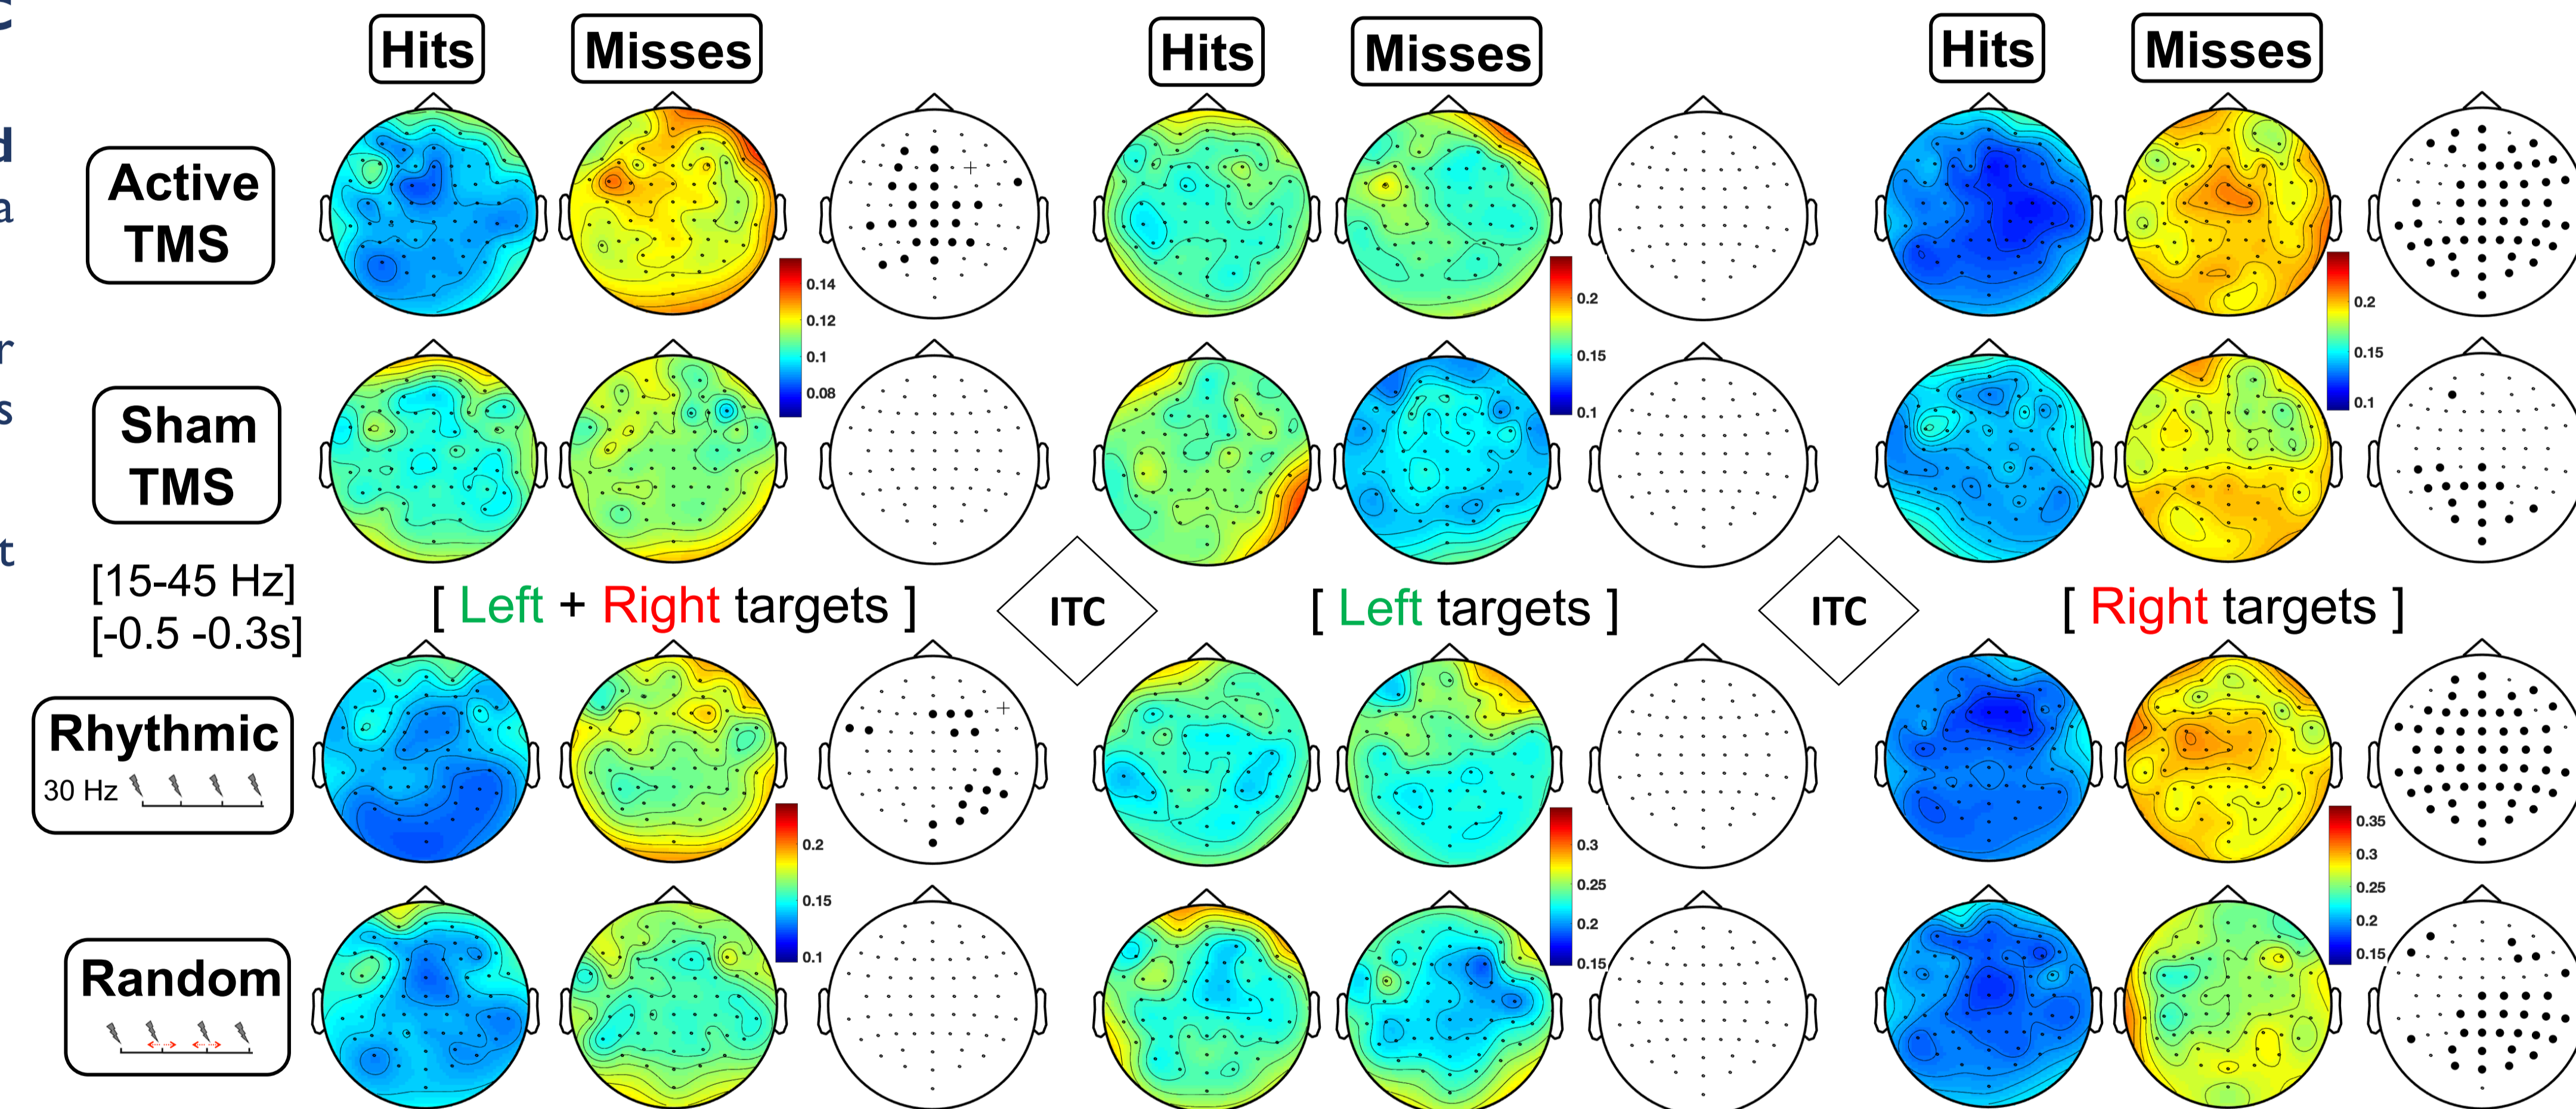 C
Hits
Misses
Hits
Misses
Hits
Misses
d
a
Active
TMS
0.14
0.12
0.1
0.08
0.2
0.15
0.1
0.2
0.15
0.1
r
s
Sham
TMS
t
[15-45 Hz]
[-0.5 -0.3s]
[ Left + Right targets ]
ITC
[ Left targets ]
ITC
[ Right targets ]
Rhythmic
30 Hz
0.2
0.15
0.1
0.3
0.25
0.2
0.15
0.35
0.3
0.25
0.2
0.15
Random